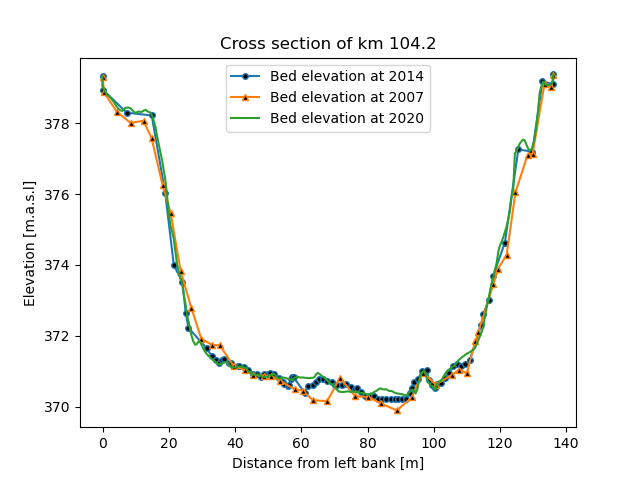 Cross section of km 104.2
Bed elevation at 2014
Bed elevation at 2007
Bed elevation at 2020
Elevation [m.a.s.l]
378
376
374
372
370
0 20 40 60 80 100 120 140
Distance from left bank [m]